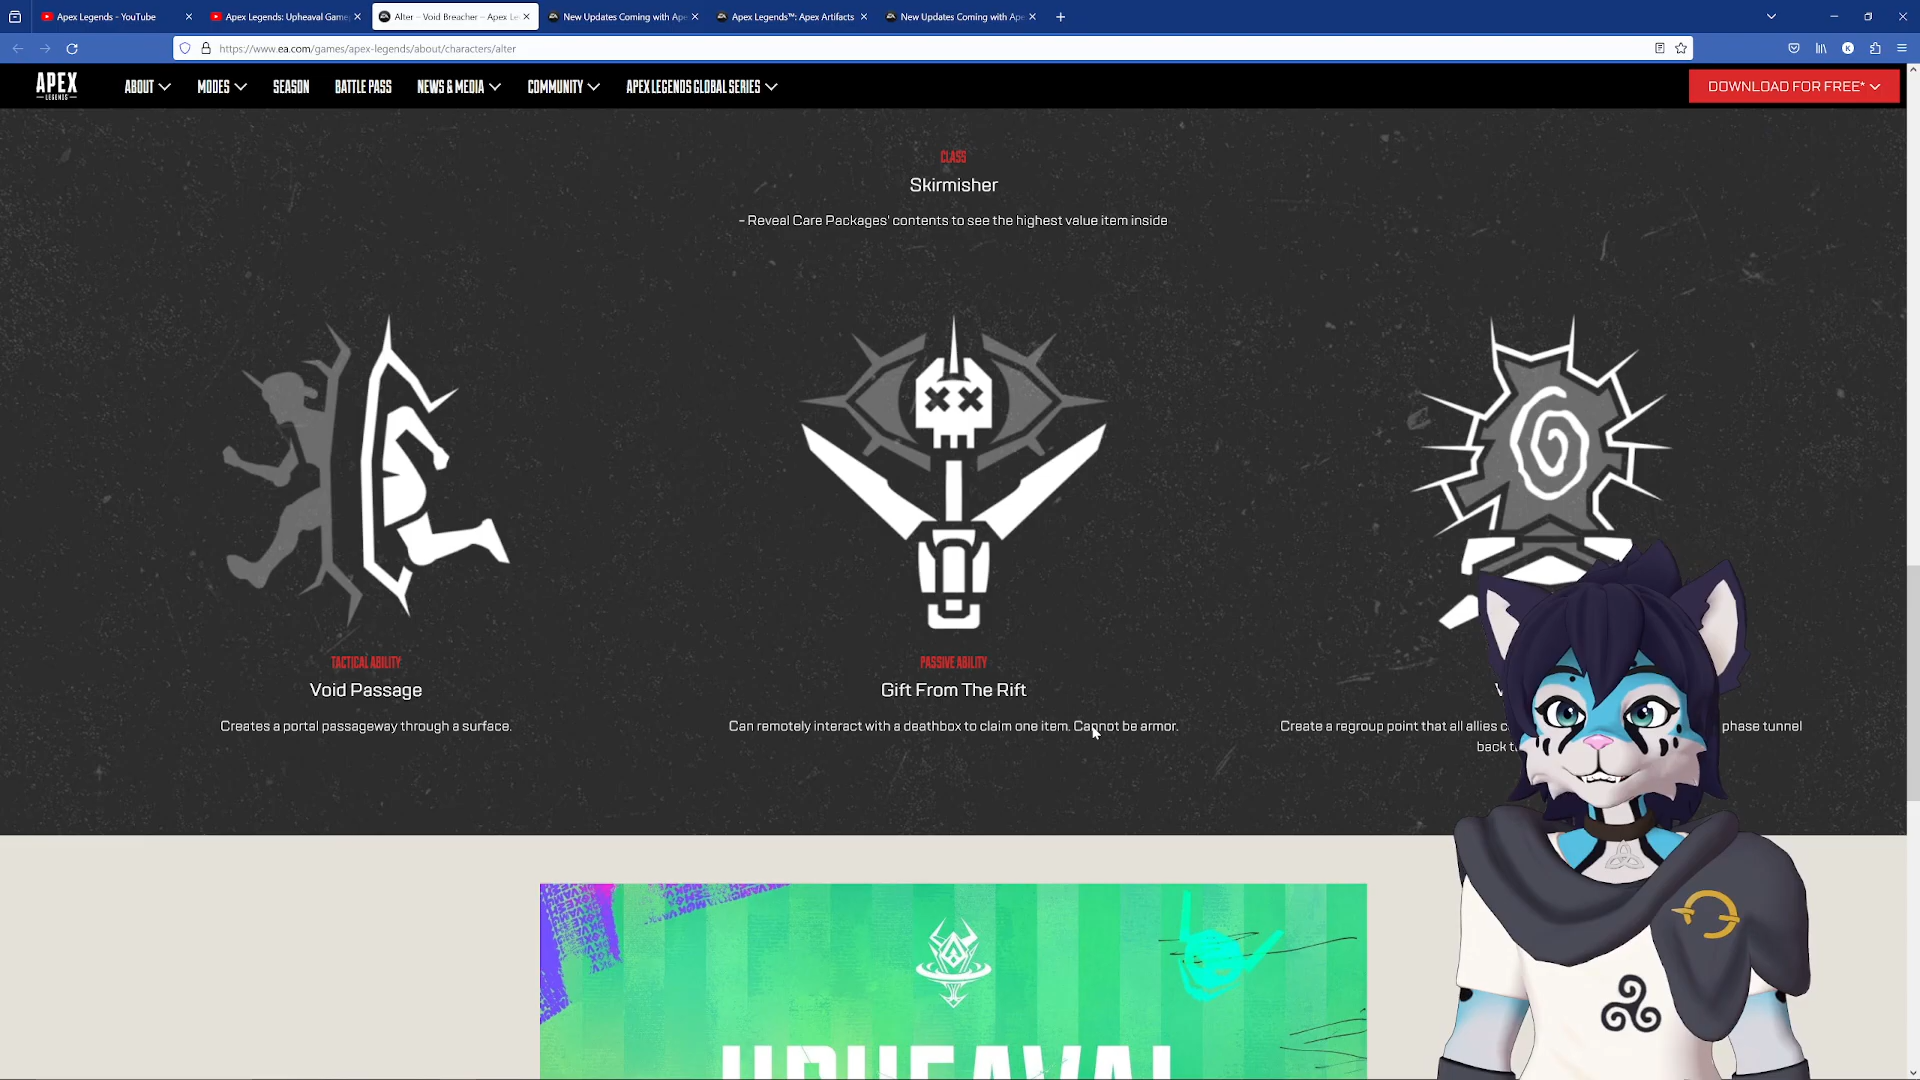 Apex Legends - YouTube
Apex Legends: Upheaval Game
Alter – Void Breacher – Apex Le
New Updates Coming with Ape
Apex Legends™: Apex Artifacts
New Updates Coming with Ape
https://www.ea.com/games/apex-legends/about/characters/alter
K
APEX
LEGENDS
ABOUT
MODES
SEASON
BATTLE PASS
NEWS & MEDIA
COMMUNITY
APEX LEGENDS GLOBAL SERIES
DOWNLOAD FOR FREE*
CLASS
Skirmisher
– Reveal Care Packages' contents to see the highest value item inside
TACTICAL ABILITY
Void Passage
Creates a portal passageway through a surface.
PASSIVE ABILITY
Gift From The Rift
Can remotely interact with a deathbox to claim one item. Cannot be armor.
Create a regroup point that all allies
phase tunnel
back
UPHEAVAL